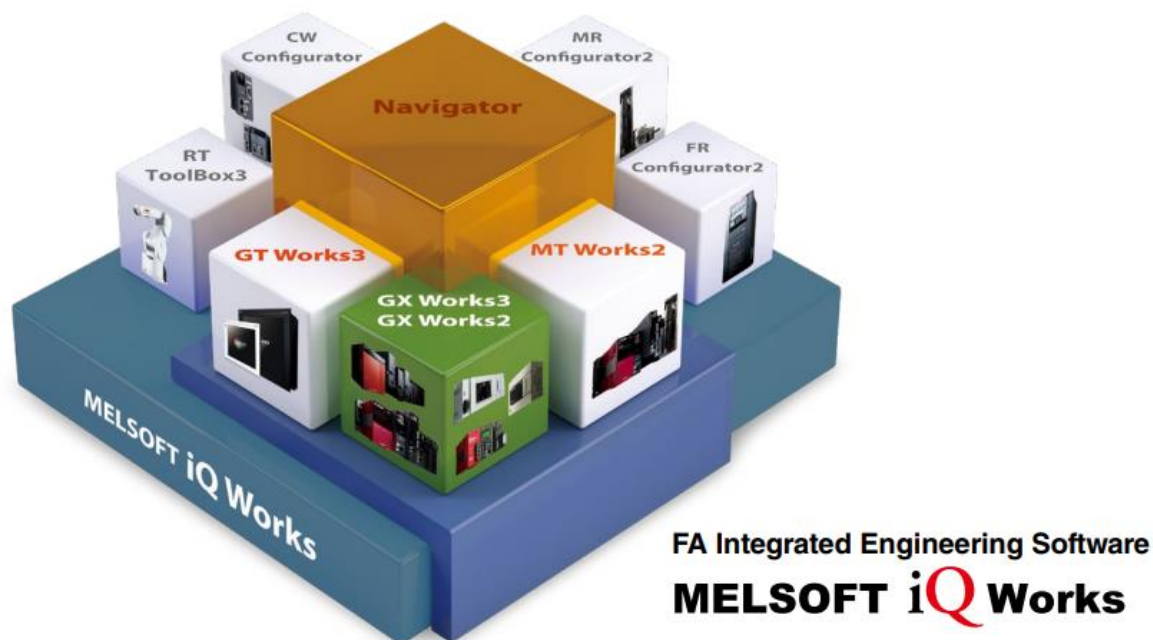 CW
Configurator
MR
Configurator2
Navigator
RT
ToolBox3
FR
Configurator2
GT Works3
MT Works2
GX Works3
GX Works2
MELSOFT iQ Works
FA Integrated Engineering Software
MELSOFT iQ Works